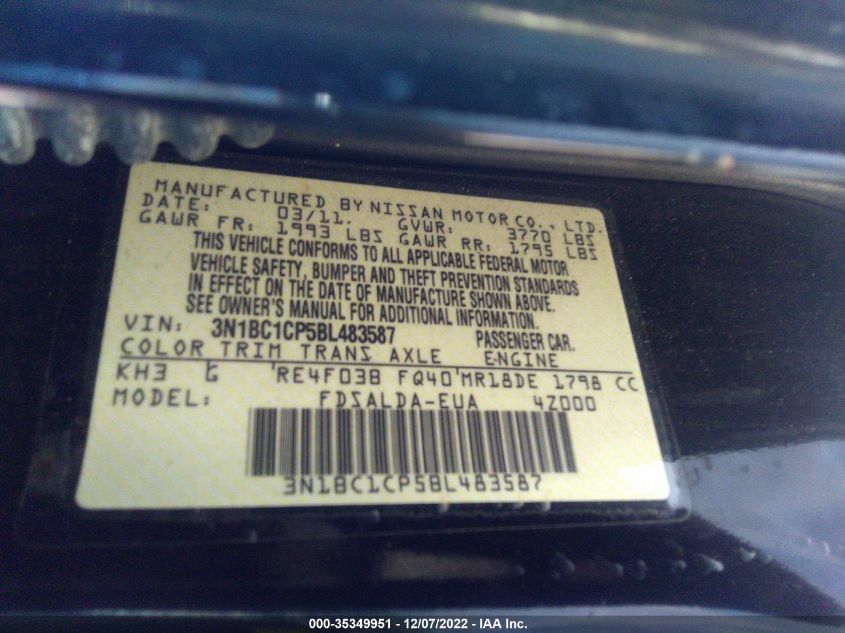 MANUFACTURED BY NISSAN MOTOR CO., LTD.
DATE: 03/11. GVWR: 3770 LBS
GAWR FR: 1993 LBS GAWR RR: 1795 LBS
THIS VEHICLE CONFORMS TO ALL APPLICABLE FEDERAL MOTOR
VEHICLE SAFETY, BUMPER AND THEFT PREVENTION STANDARDS
IN EFFECT ON THE DATE OF MANUFACTURE SHOWN ABOVE.
SEE OWNER'S MANUAL FOR ADDITIONAL INFORMATION.
VIN: 3N1BC1CP5BL483587 PASSENGER CAR.
COLOR TRIM TRANS AXLE ENGINE
KH3 G RE4F03B FQ40 MR18DE 1798 CC
MODEL: FDSALDA-EUA 4Z000
3N1BC1CP5BL483587
000-35349951 - 12/07/2022 - IAA Inc.